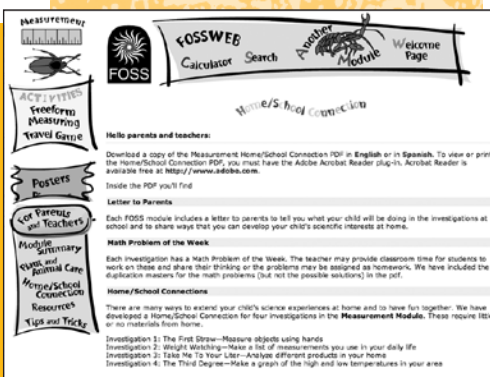 Measurement
FOSS
FOSSWEB
Calculator
Search
Another
Module
Welcome
Page
ACTIVITIES
Freeform
Measuring
Travel Game
Posters
For Parents
and Teachers
Module
Summary
Plant and
Animal Care
Home/School
Connection
Resources
Tips and Tricks
Home/School Connection
Hello parents and teachers:
Download a copy of the Measurement Home/School Connection PDF in English or in Spanish. To view or print
the Home/School Connection PDF, you must have the Adobe Acrobat Reader plug-in. Acrobat Reader is
available free at http://www.adobe.com.
Inside the PDF you'll find
Letter to Parents
Each FOSS module includes a letter to parents to tell you what your child will be doing in the investigations at
school and to share ways that you can develop your child's scientific interests at home.
Math Problem of the Week
Each investigation has a Math Problem of the Week. The teacher may provide classroom time for students to
work on these and share their thinking or the problems may be assigned as homework. We have included the
duplication masters for the math problems (but not the possible solutions) in the pdf.
Home/School Connections
There are many ways to extend your child's science experiences at home and to have fun together. We have
developed a Home/School Connection for four investigations in the Measurement Module. These require little
or no materials from home.
Investigation 1: The First Straw—Measure objects using hands
Investigation 2: Weight Watching—Make a list of measurements you use in your daily life
Investigation 3: Take Me To Your Liter—Analyze different products in your home
Investigation 4: The Third Degree—Make a graph of the high and low temperatures in your area